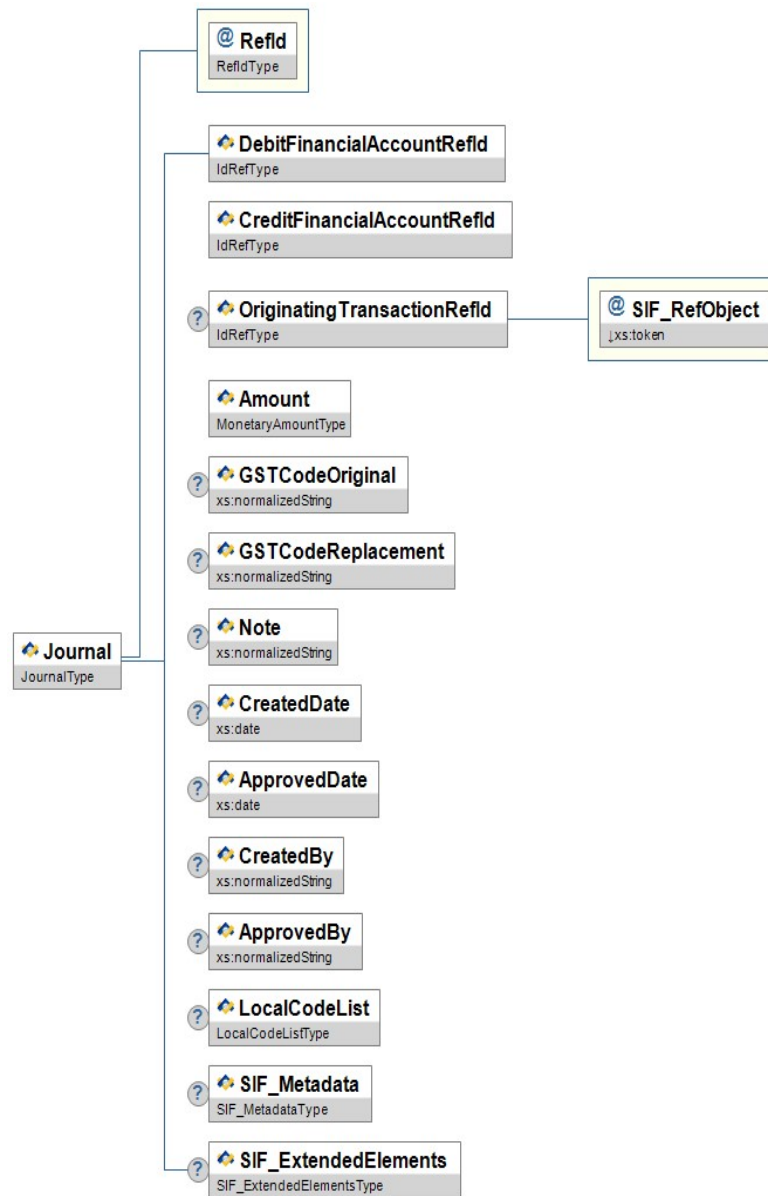 @ RefId
RefIdType
DebitFinancialAccountRefId
IdRefType
CreditFinancialAccountRefId
IdRefType
? OriginatingTransactionRefId
IdRefType
@ SIF_RefObject
↓xs:token
Amount
MonetaryAmountType
? GSTCodeOriginal
xs:normalizedString
? GSTCodeReplacement
xs:normalizedString
? Note
xs:normalizedString
Journal
JournalType
? CreatedDate
xs:date
? ApprovedDate
xs:date
? CreatedBy
xs:normalizedString
? ApprovedBy
xs:normalizedString
? LocalCodeList
LocalCodeListType
? SIF_Metadata
SIF_MetadataType
? SIF_ExtendedElements
SIF_ExtendedElementsType